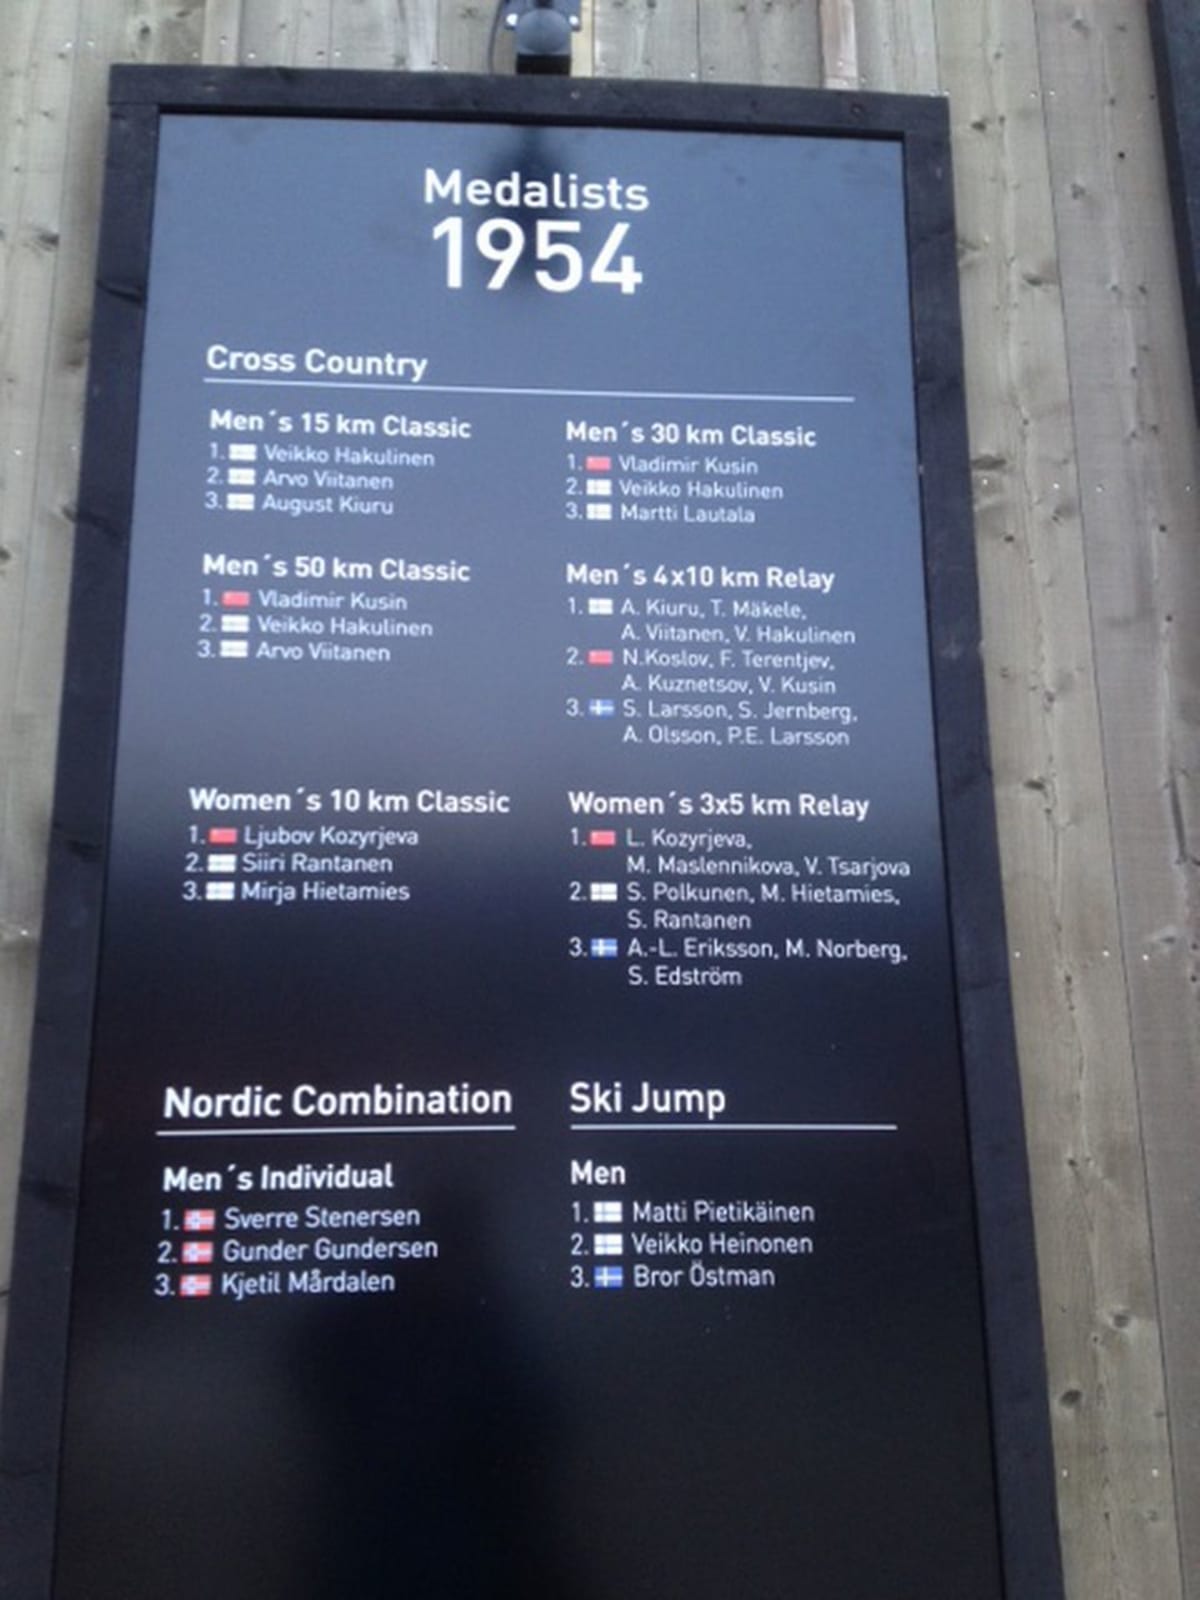 Medalists
1954
Cross Country
Men´s 15 km Classic
1. Veikko Hakulinen
2. Arvo Viitanen
3. August Kiuru
Men´s 30 km Classic
1. Vladimir Kusin
2. Veikko Hakulinen
3. Martti Lautala
Men´s 50 km Classic
1. Vladimir Kusin
2. Veikko Hakulinen
3. Arvo Viitanen
Men´s 4x10 km Relay
1. A. Kiuru, T. Mäkele,
A. Viitanen, V. Hakulinen
2. N.Koslov, F. Terentjev,
A. Kuznetsov, V. Kusin
3. S. Larsson, S. Jernberg,
A. Olsson, P.E. Larsson
Women´s 10 km Classic
1. Ljubov Kozyrjeva
2. Siiri Rantanen
3. Mirja Hietamies
Women´s 3x5 km Relay
1. L. Kozyrjeva,
M. Maslennikova, V. Tsarjova
2. S. Polkunen, M. Hietamies,
S. Rantanen
3. A.-L. Eriksson, M. Norberg,
S. Edström
Nordic Combination
Men´s Individual
1. Sverre Stenersen
2. Gunder Gundersen
3. Kjetil Mårdalen
Ski Jump
Men
1. Matti Pietikäinen
2. Veikko Heinonen
3. Bror Östman